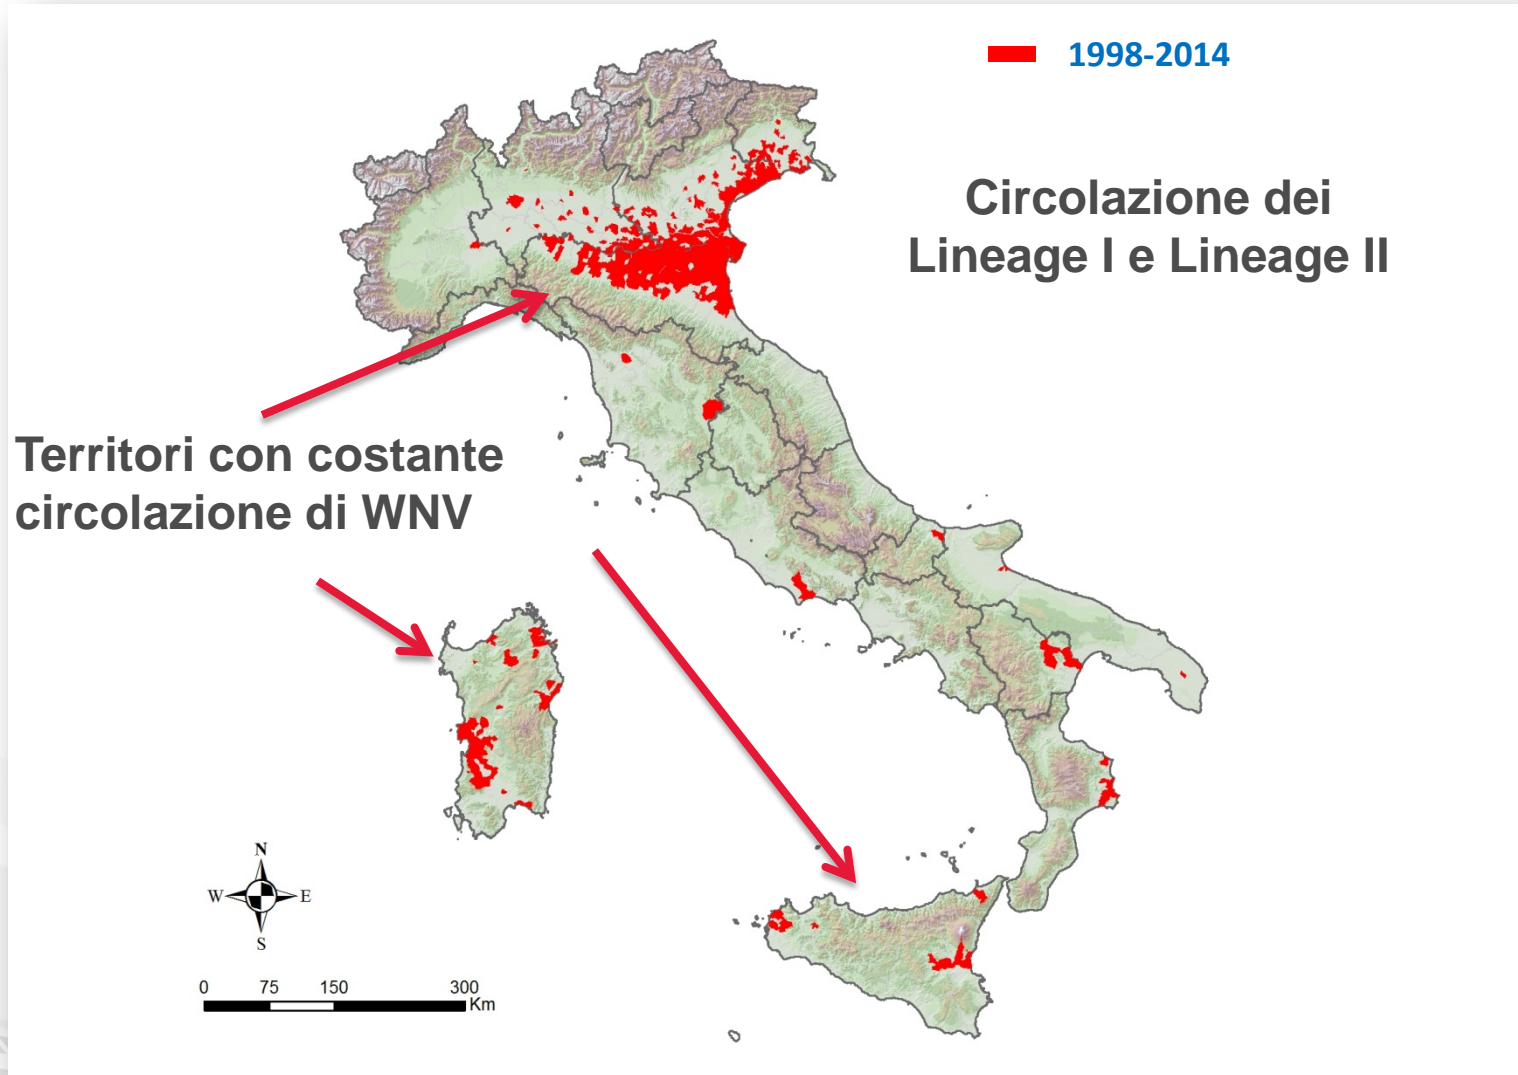 1998-2014
Circolazione dei
Lineage I e Lineage II
Territori con costante
circolazione di WNV
N
W E
S
0 75 150 300
Km